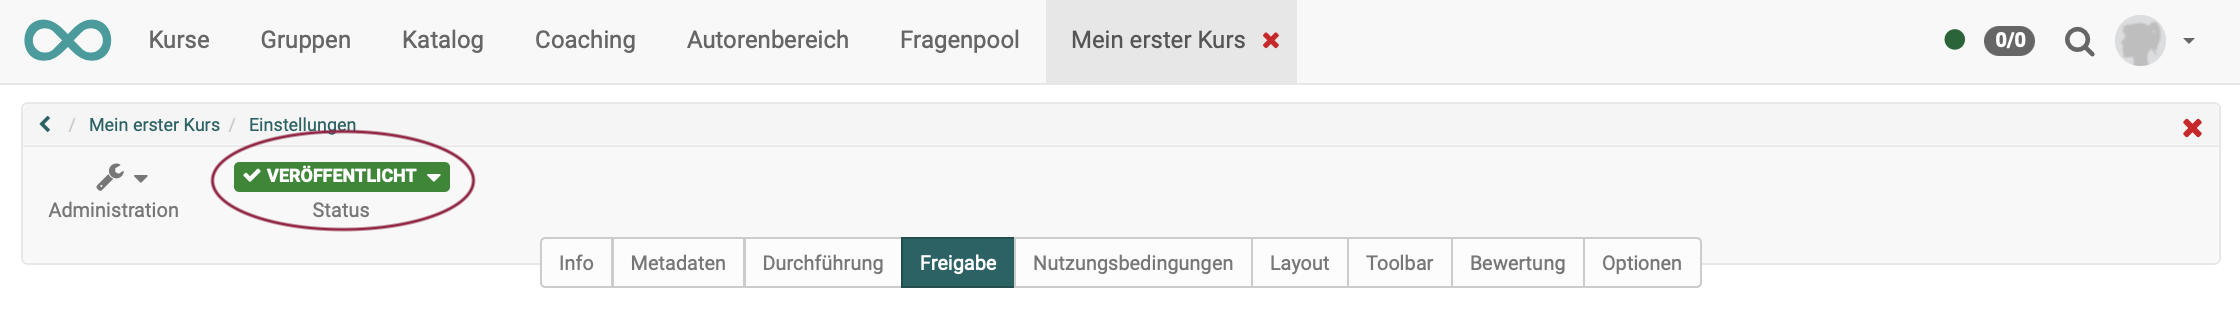 Kurse Gruppen Katalog Coaching Autorenbereich Fragenpool Mein erster Kurs 0/0
/ Mein erster Kurs / Einstellungen
VERÖFFENTLICHT
Administration Status
Info Metadaten Durchführung Freigabe Nutzungsbedingungen Layout Toolbar Bewertung Optionen